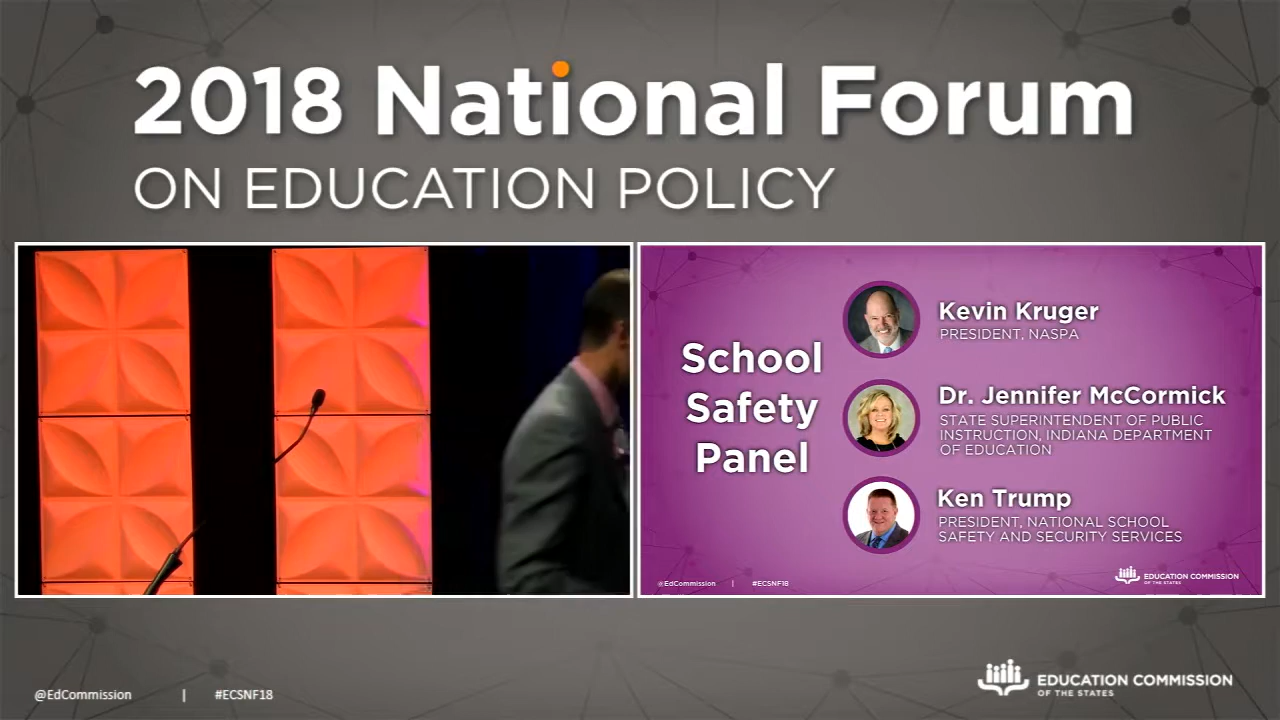 2018 National Forum
ON EDUCATION POLICY
School
Safety
Panel
Kevin Kruger
PRESIDENT, NASPA
Dr. Jennifer McCormick
STATE SUPERINTENDENT OF PUBLIC
INSTRUCTION, INDIANA DEPARTMENT
OF EDUCATION
Ken Trump
PRESIDENT, NATIONAL SCHOOL
SAFETY AND SECURITY SERVICES
@EdCommission | #ECSNF18
EDUCATION COMMISSION
OF THE STATES
@EdCommission | #ECSNF18
EDUCATION COMMISSION
OF THE STATES